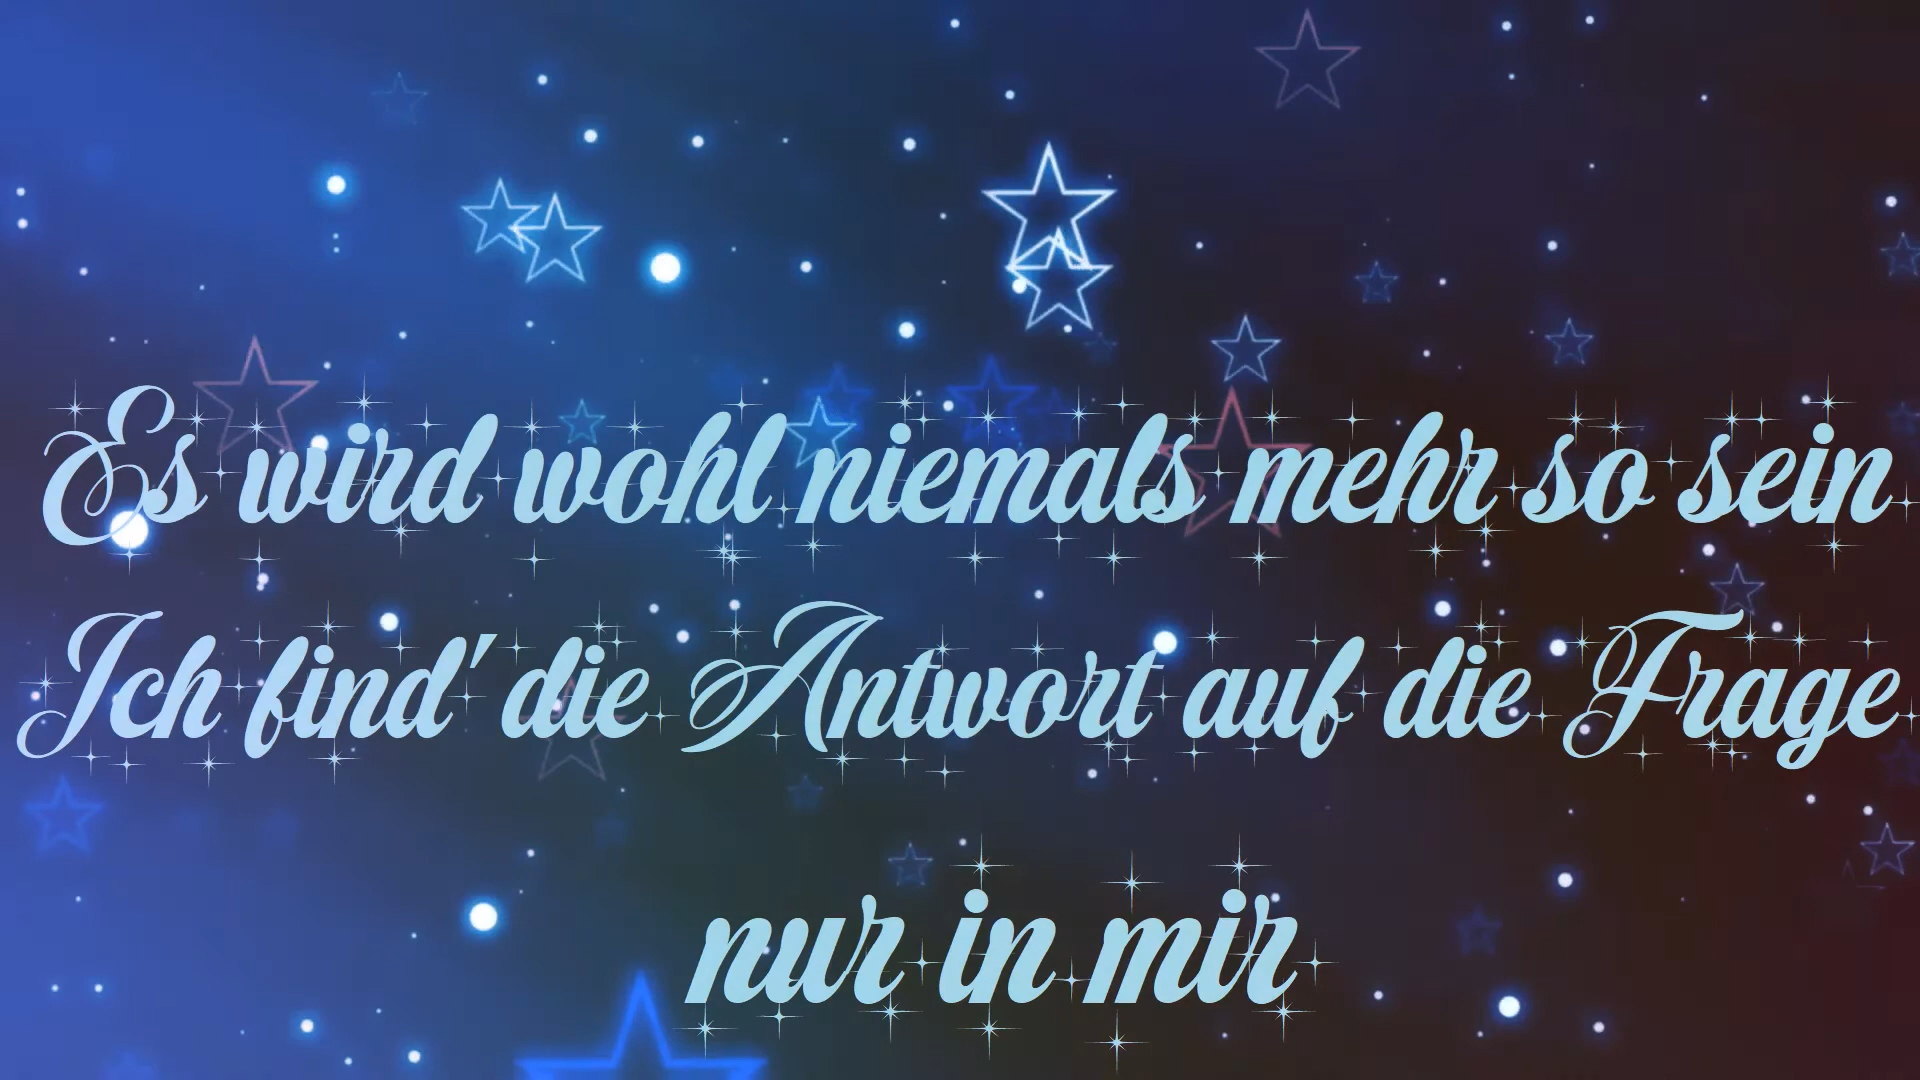 Es wird wohl niemals mehr so sein
Ich find' die Antwort auf die Frage
nur in mir